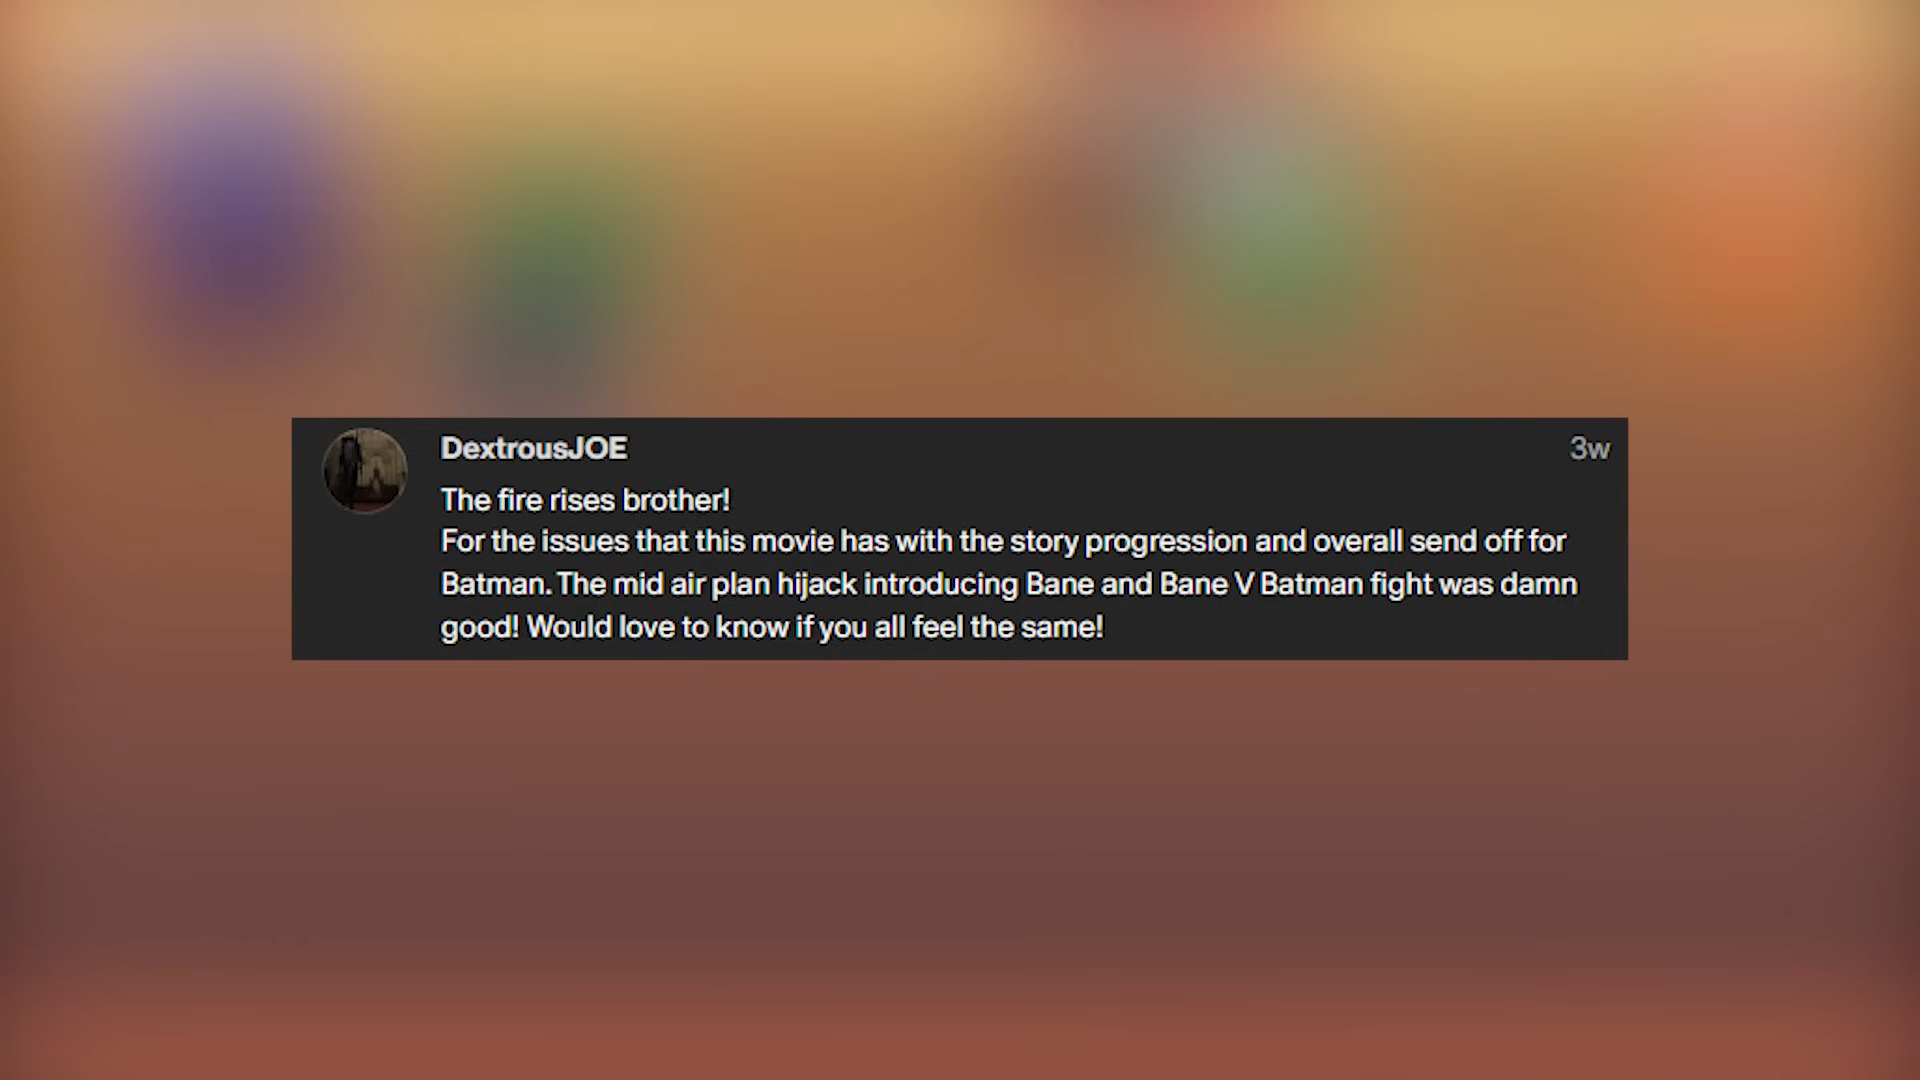 DextrousJOE
3w
The fire rises brother!
For the issues that this movie has with the story progression and overall send off for
Batman. The mid air plan hijack introducing Bane and Bane V Batman fight was damn
good! Would love to know if you all feel the same!